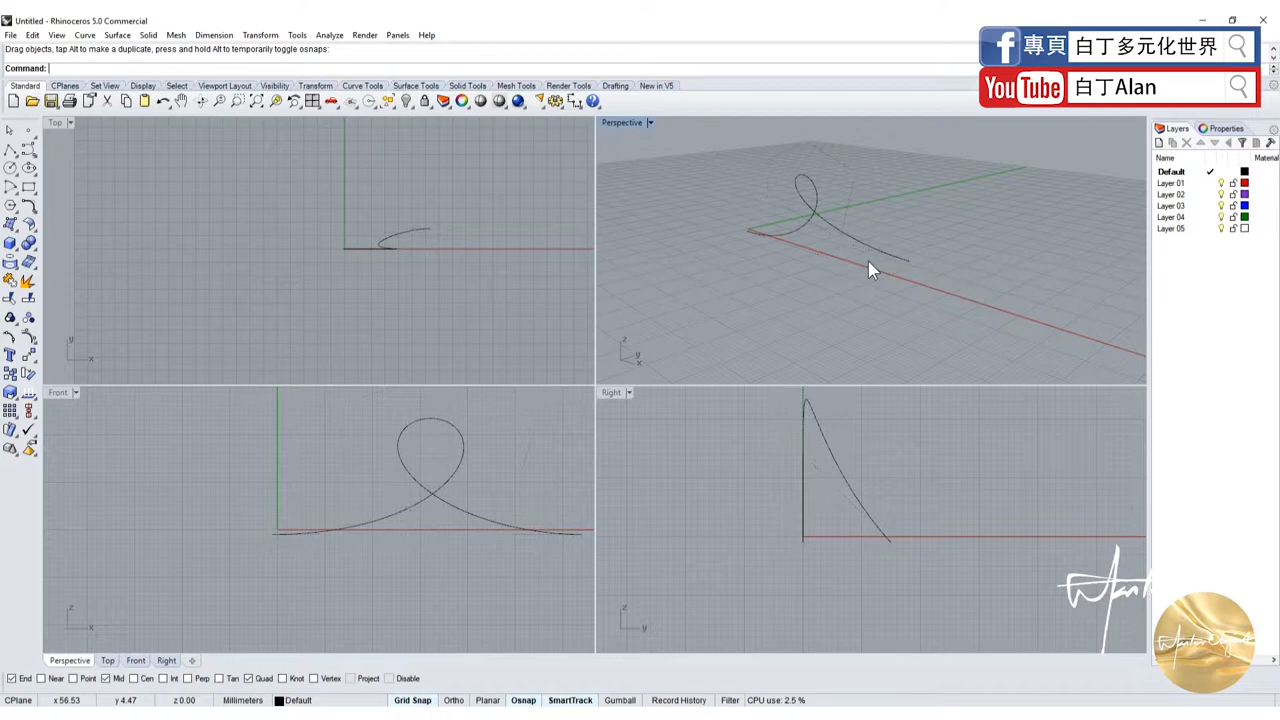 Untitled - Rhinoceros 5.0 Commercial
File Edit View Curve Surface Solid Mesh Dimension Transform Tools Analyze Render Panels Help
Drag objects, tap Alt to make a duplicate, press and hold Alt to temporarily toggle osnaps:
Command:
專頁 白丁多元化世界
YouTube 白丁Alan
Standard CPlanes Set View Display Select Viewport Layout Visibility Transform Curve Tools Surface Tools Solid Tools Mesh Tools Render Tools Drafting New in V5
Top
Perspective
Layers Properties
Name Material
Default
Layer 01
Layer 02
Layer 03
Layer 04
Layer 05
y
x
z
y
x
Front
Right
z
x
z
y
Perspective Top Front Right
End Near Point Mid Cen Int Perp Tan Quad Knot Vertex Project Disable
CPlane x 56.53 y 4.47 z 0.00 Millimeters Default Grid Snap Ortho Planar Osnap SmartTrack Gumball Record History Filter CPU use: 2.5 %